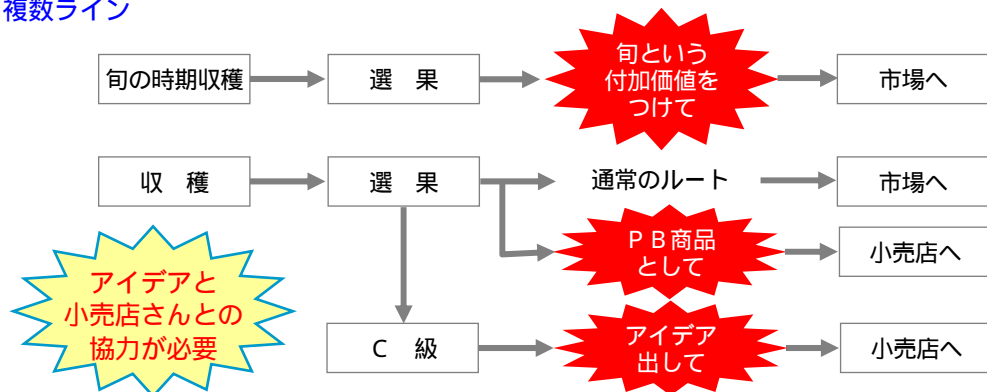 複数ライン
旬の時期収穫
選　果
旬という
付加価値を
つけて
市場へ
収　穫
選　果
通常のルート
市場へ
ＰＢ商品
として
小売店へ
アイデアと
小売店さんとの
協力が必要
Ｃ　級
アイデア
出して
小売店へ